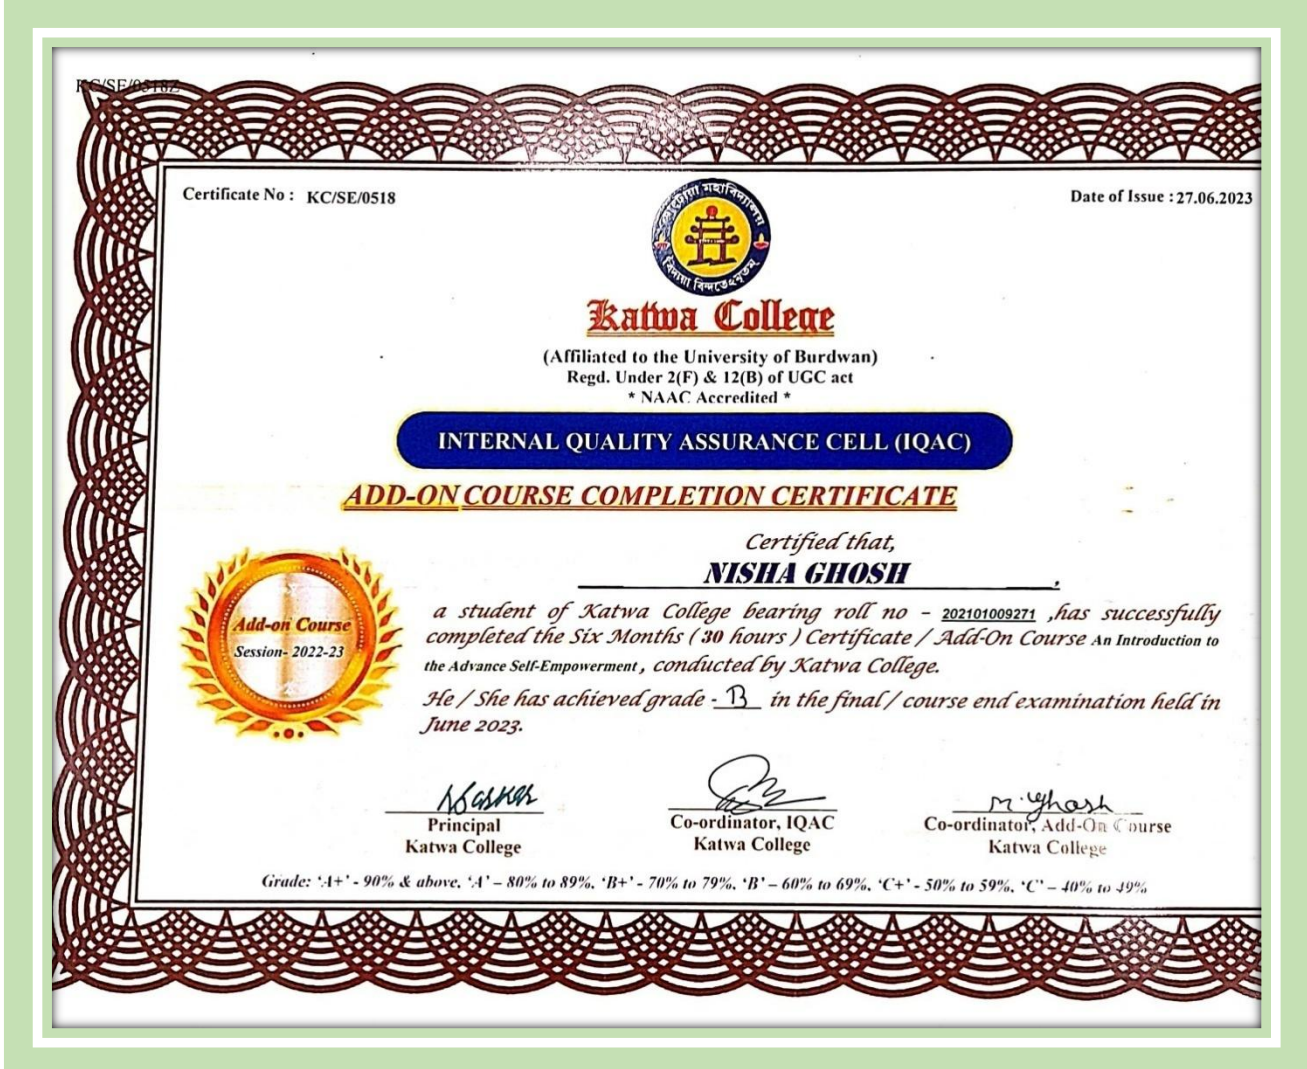 KC/SE/0518Z
Certificate No : KC/SE/0518
Date of Issue : 27.06.2023
Katwa College
(Affiliated to the University of Burdwan)
Regd. Under 2(F) & 12(B) of UGC act
* NAAC Accredited *
INTERNAL QUALITY ASSURANCE CELL (IQAC)
ADD-ON COURSE COMPLETION CERTIFICATE
Certified that,
NISHA GHOSH ,
Add-on Course
Session- 2022-23
a student of Katwa College bearing roll no – 202101009271 ,has successfully
completed the Six Months ( 30 hours ) Certificate / Add-On Course An Introduction to
the Advance Self-Empowerment , conducted by Katwa College.
He / She has achieved grade - B in the final / course end examination held in
June 2023.
M. Ghosh
Principal
Katwa College
Co-ordinator, IQAC
Katwa College
Co-ordinator, Add-On Course
Katwa College
Grade: 'A+' - 90% & above, 'A' – 80% to 89%, 'B+' - 70% to 79%, 'B' – 60% to 69%, 'C+' - 50% to 59%, 'C' – 40% to 49%